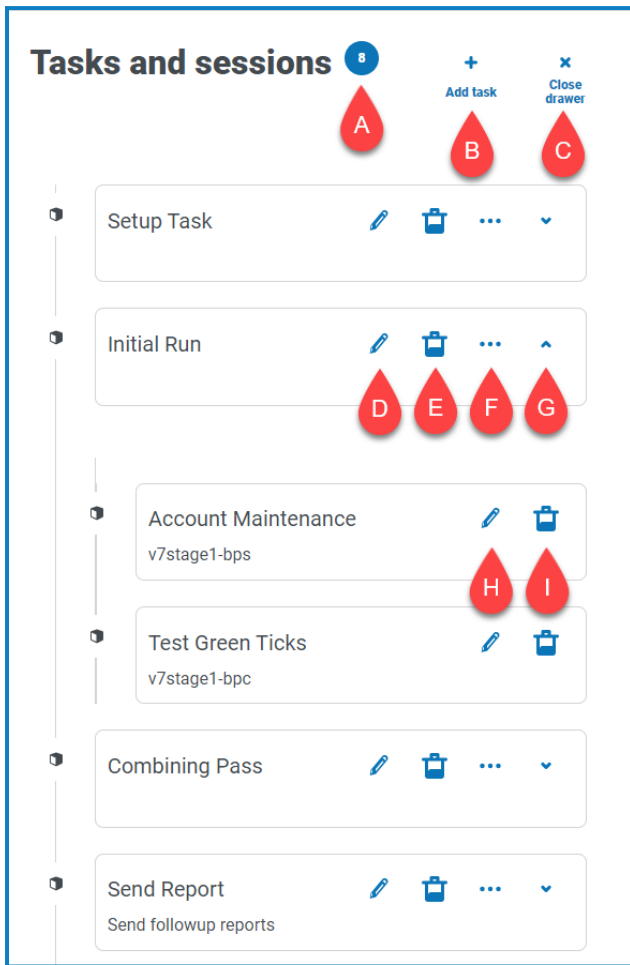 Tasks and sessions 8
Add task
Close
drawer
A
B
C
Setup Task
Initial Run
D
E
F
G
Account Maintenance
v7stage1-bps
H
I
Test Green Ticks
v7stage1-bpc
Combining Pass
Send Report
Send followup reports